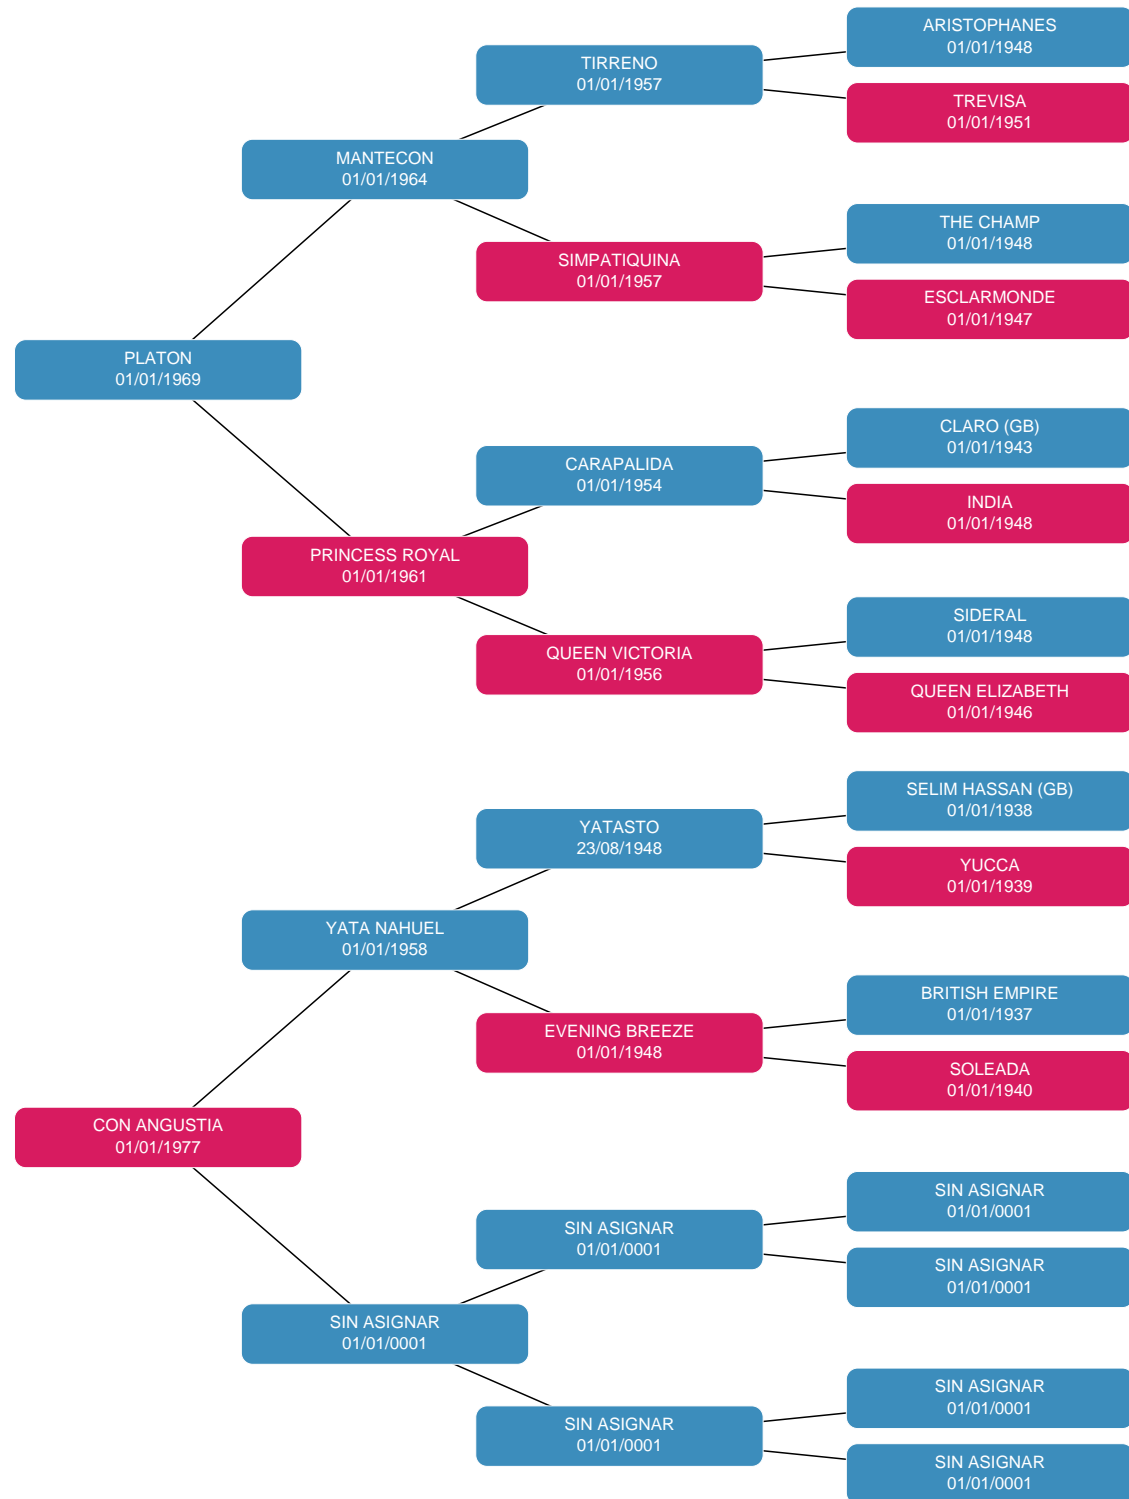 ARISTOPHANES
01/01/1948
TIRRENO
01/01/1957
TREVISA
01/01/1951
MANTECON
01/01/1964
THE CHAMP
01/01/1948
SIMPATIQUINA
01/01/1957
ESCLARMONDE
01/01/1947
PLATON
01/01/1969
CLARO (GB)
01/01/1943
CARAPALIDA
01/01/1954
INDIA
01/01/1948
PRINCESS ROYAL
01/01/1961
SIDERAL
01/01/1948
QUEEN VICTORIA
01/01/1956
QUEEN ELIZABETH
01/01/1946
SELIM HASSAN (GB)
01/01/1938
YATASTO
23/08/1948
YUCCA
01/01/1939
YATA NAHUEL
01/01/1958
BRITISH EMPIRE
01/01/1937
EVENING BREEZE
01/01/1948
SOLEADA
01/01/1940
CON ANGUSTIA
01/01/1977
SIN ASIGNAR
01/01/0001
SIN ASIGNAR
01/01/0001
SIN ASIGNAR
01/01/0001
SIN ASIGNAR
01/01/0001
SIN ASIGNAR
01/01/0001
SIN ASIGNAR
01/01/0001
SIN ASIGNAR
01/01/0001